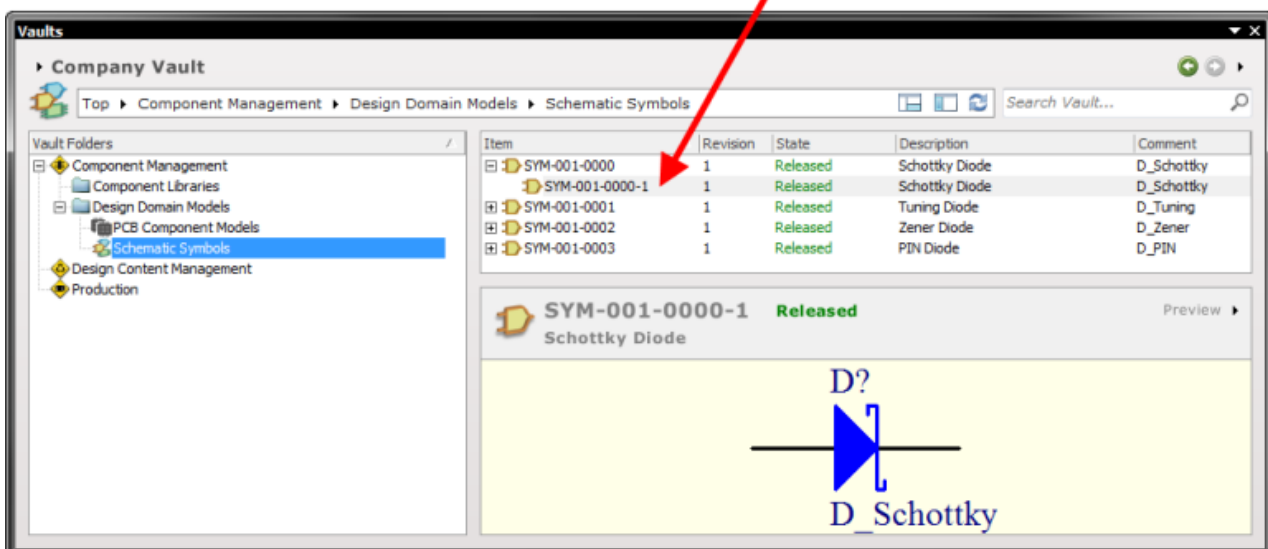 Vaults
Company Vault
Top Component Management Design Domain Models Schematic Symbols Search Vault...
Vault Folders
Component Management
Component Libraries
Design Domain Models
PCB Component Models
Schematic Symbols
Design Content Management
Production
Item Revision State Description Comment
SYM-001-0000 1 Released Schottky Diode D_Schottky
SYM-001-0000-1 1 Released Schottky Diode D_Schottky
SYM-001-0001 1 Released Tuning Diode D_Tuning
SYM-001-0002 1 Released Zener Diode D_Zener
SYM-001-0003 1 Released PIN Diode D_PIN
SYM-001-0000-1 Released Preview
Schottky Diode
D?
D_Schottky